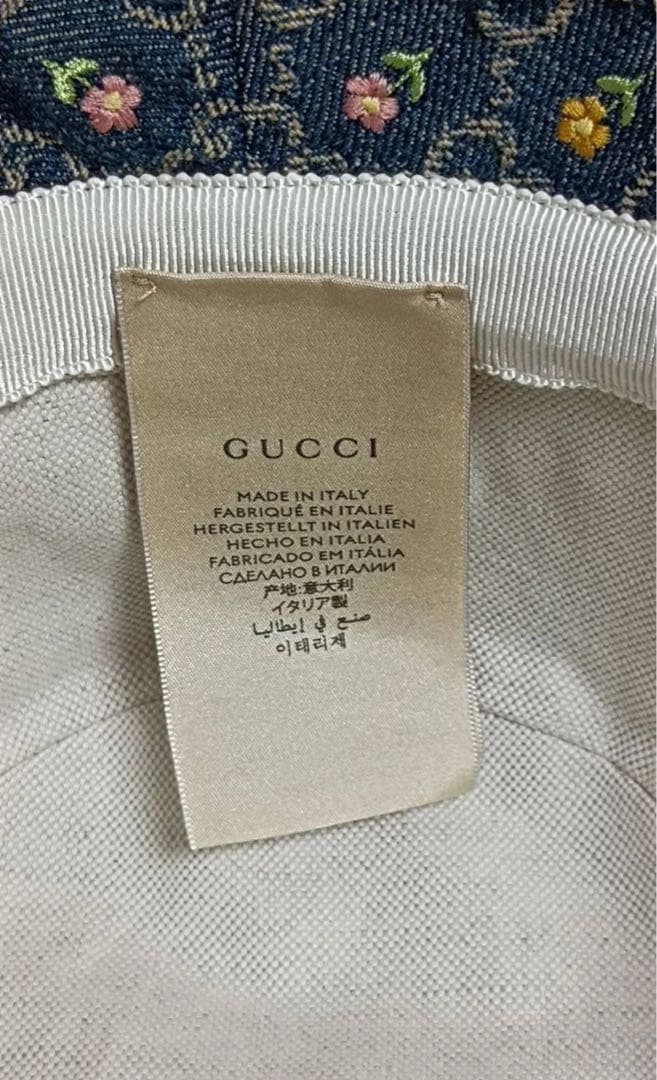 GUCCI
MADE IN ITALY
FABRIQUÉ EN ITALIE
HERGESTELLT IN ITALIEN
HECHO EN ITALIA
FABRICADO EM ITÁLIA
СДЕЛАНО В ИТАЛИИ
产地:意大利
イタリア製
صنع في إيطاليا
이태리제